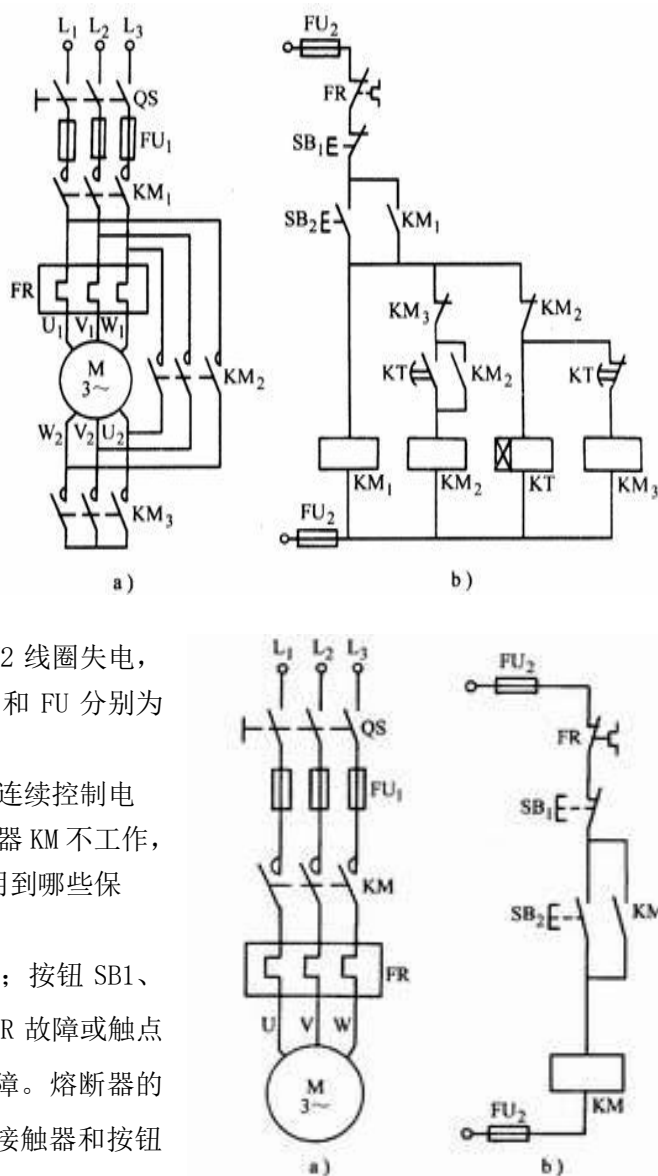 L1 L2 L3
QS
FU1
KM1
FR
U1 V1 W1
M
3~
KM2
W2 V2 U2
KM3
a)
FU2
FR
SB1
SB2 KM1
KM3 KM2
KT KM2 KT
KM1 KM2 KT KM3
FU2
b)
2 线圈失电，
和 FU 分别为
连续控制电
器 KM 不工作，
用到哪些保
；按钮 SB1、
R 故障或触点
障。熔断器的
接触器和按钮
L1 L2 L3
QS
FU1
KM
FR
U V W
M
3~
a)
FU2
FR
SB1
SB2 KM
KM
FU2
b)